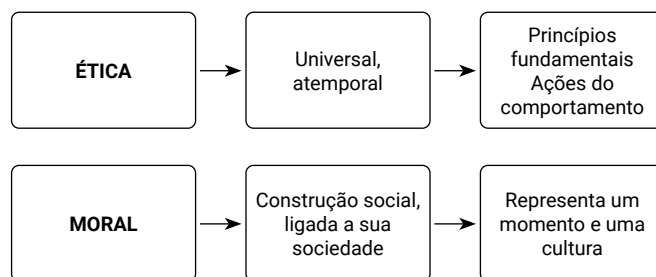 ÉTICA
Universal,
atemporal
Princípios
fundamentais
Ações do
comportamento
MORAL
Construção social,
ligada a sua
sociedade
Representa um
momento e uma
cultura